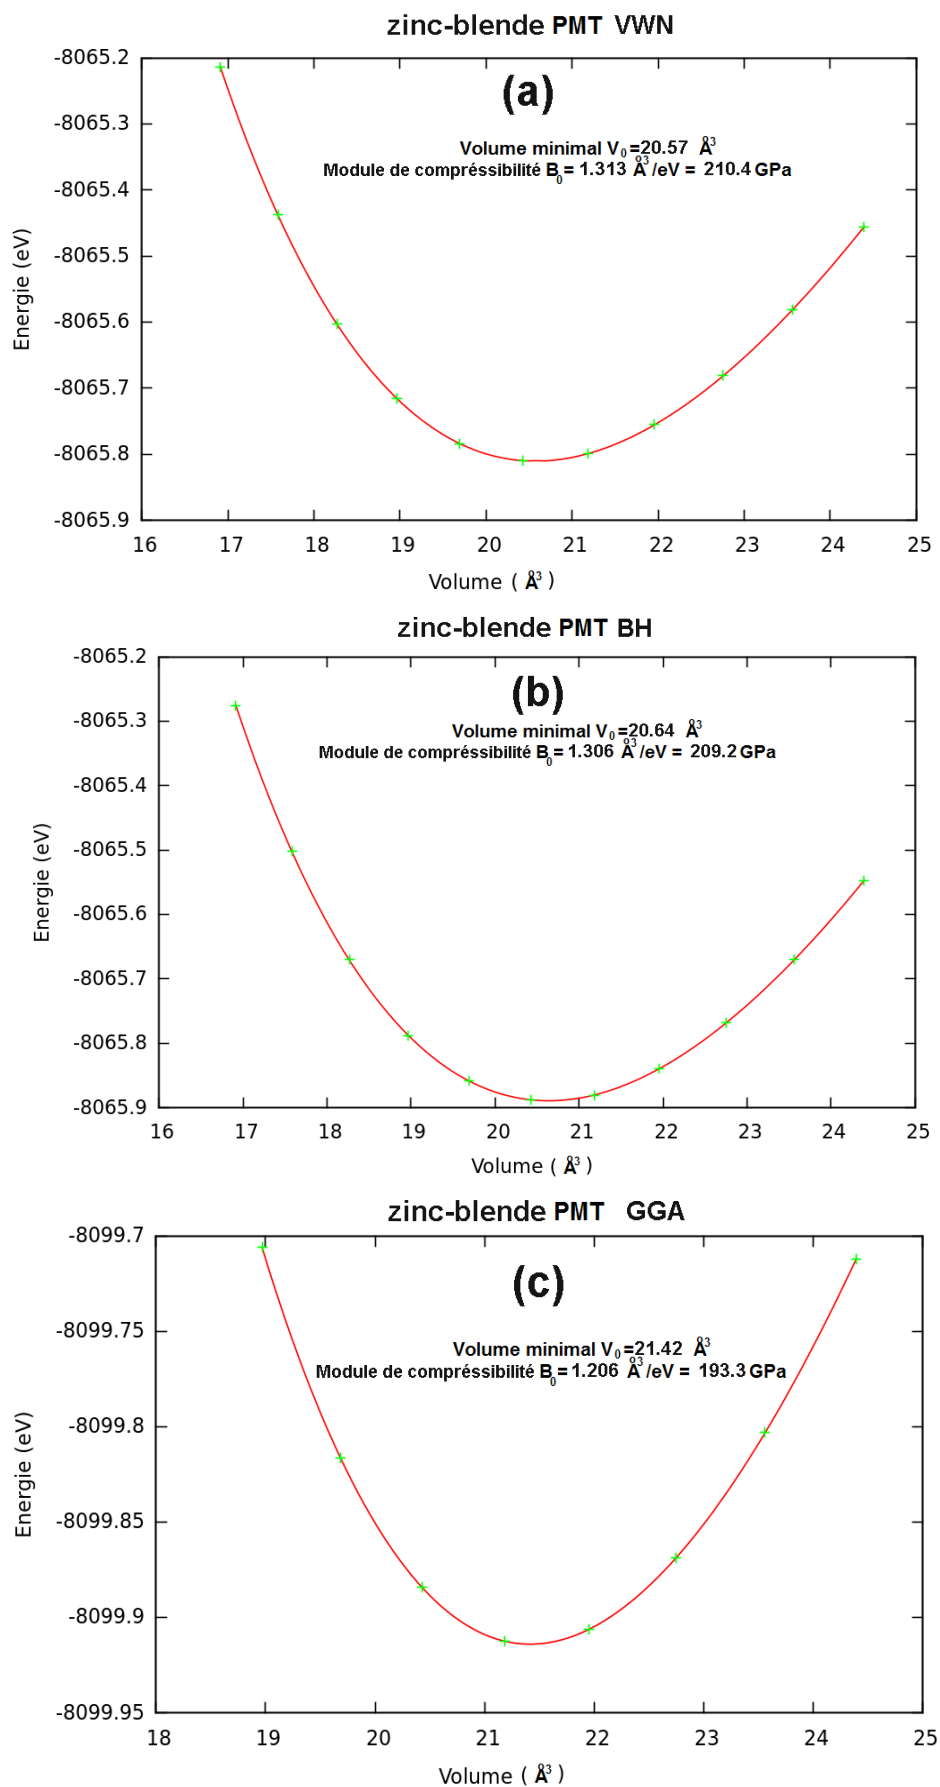 zinc-blende PMT VWN
(a)
Volume minimal V₀=20.57 Å³
Module de compréssibilité B₀=1.313 Å³/eV = 210.4 GPa
-8065.2
-8065.3
-8065.4
-8065.5
-8065.6
-8065.7
-8065.8
-8065.9
Energie (eV)
16 17 18 19 20 21 22 23 24 25
Volume ( Å³ )
zinc-blende PMT BH
(b)
Volume minimal V₀=20.64 Å³
Module de compréssibilité B₀=1.306 Å³/eV = 209.2 GPa
-8065.2
-8065.3
-8065.4
-8065.5
-8065.6
-8065.7
-8065.8
-8065.9
Energie (eV)
16 17 18 19 20 21 22 23 24 25
Volume ( Å³ )
zinc-blende PMT GGA
(c)
Volume minimal V₀=21.42 Å³
Module de compréssibilité B₀=1.206 Å³/eV = 193.3 GPa
-8099.7
-8099.75
-8099.8
-8099.85
-8099.9
-8099.95
Energie (eV)
18 19 20 21 22 23 24 25
Volume ( Å³ )